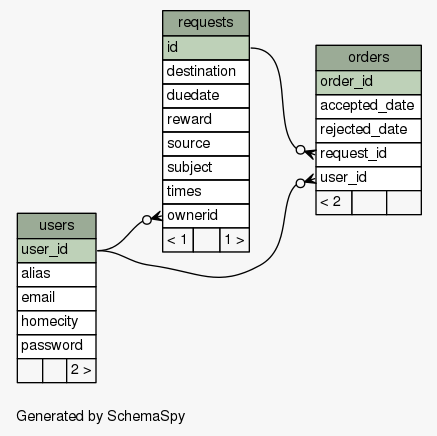 requests
id
destination
duedate
reward
source
subject
times
ownerid
< 1 1 >
orders
order_id
accepted_date
rejected_date
request_id
user_id
< 2
users
user_id
alias
email
homecity
password
2 >
Generated by SchemaSpy